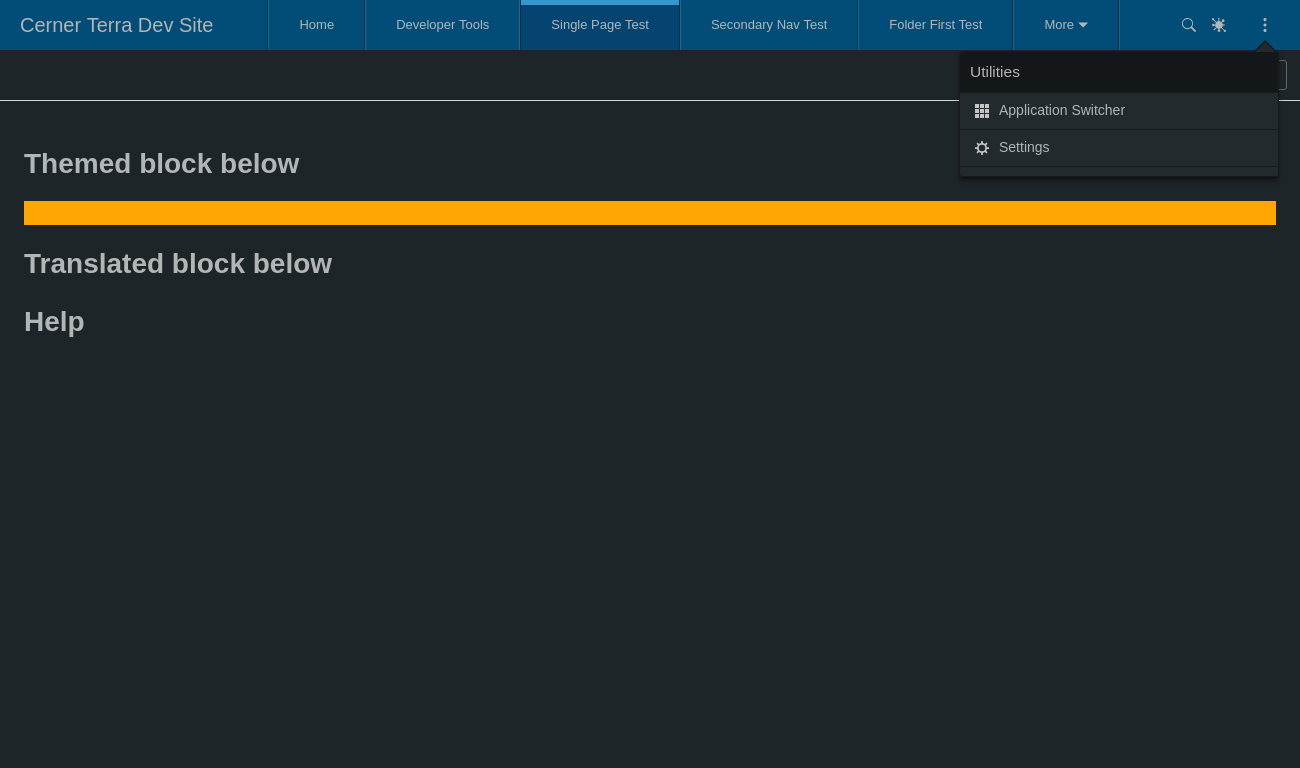 Cerner Terra Dev Site
Home
Developer Tools
Single Page Test
Secondary Nav Test
Folder First Test
More
Utilities
Application Switcher
Settings
Themed block below
Translated block below
Help